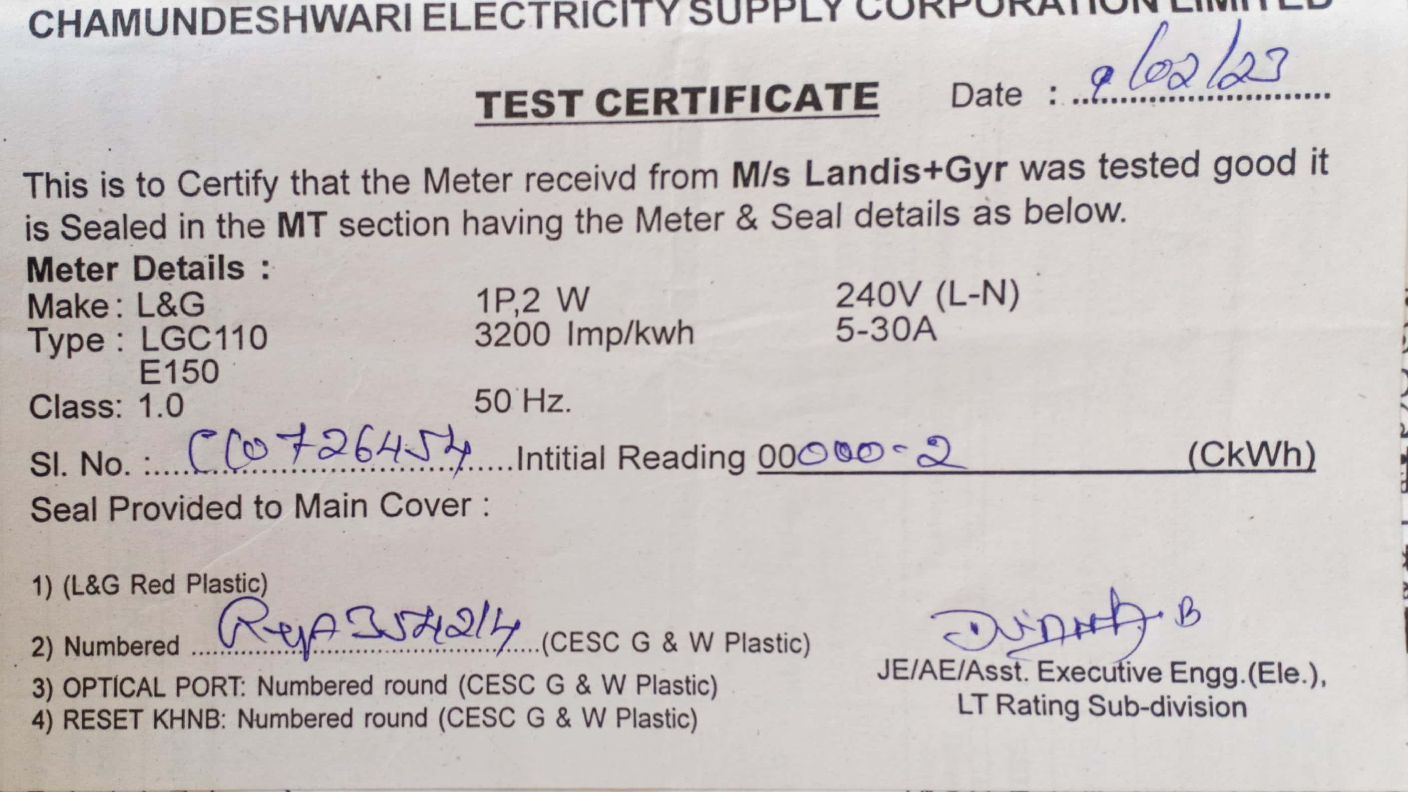 CHAMUNDESHWARI ELECTRICITY SUPPLY CORPORATION LIMITED
TEST CERTIFICATE Date : 9/02/23
This is to Certify that the Meter receivd from M/s Landis+Gyr was tested good it
is Sealed in the MT section having the Meter & Seal details as below.
Meter Details :
Make : L&G 1P,2 W 240V (L-N)
Type : LGC110 3200 Imp/kwh 5-30A
E150
Class: 1.0 50 Hz.
Sl. No. :....CC0726454.....Intitial Reading 00000-2 (CkWh)
Seal Provided to Main Cover :
1) (L&G Red Plastic)
2) Numbered ..........(CESC G & W Plastic)
3) OPTICAL PORT: Numbered round (CESC G & W Plastic)
4) RESET KHNB: Numbered round (CESC G & W Plastic)
JE/AE/Asst. Executive Engg.(Ele.),
LT Rating Sub-division